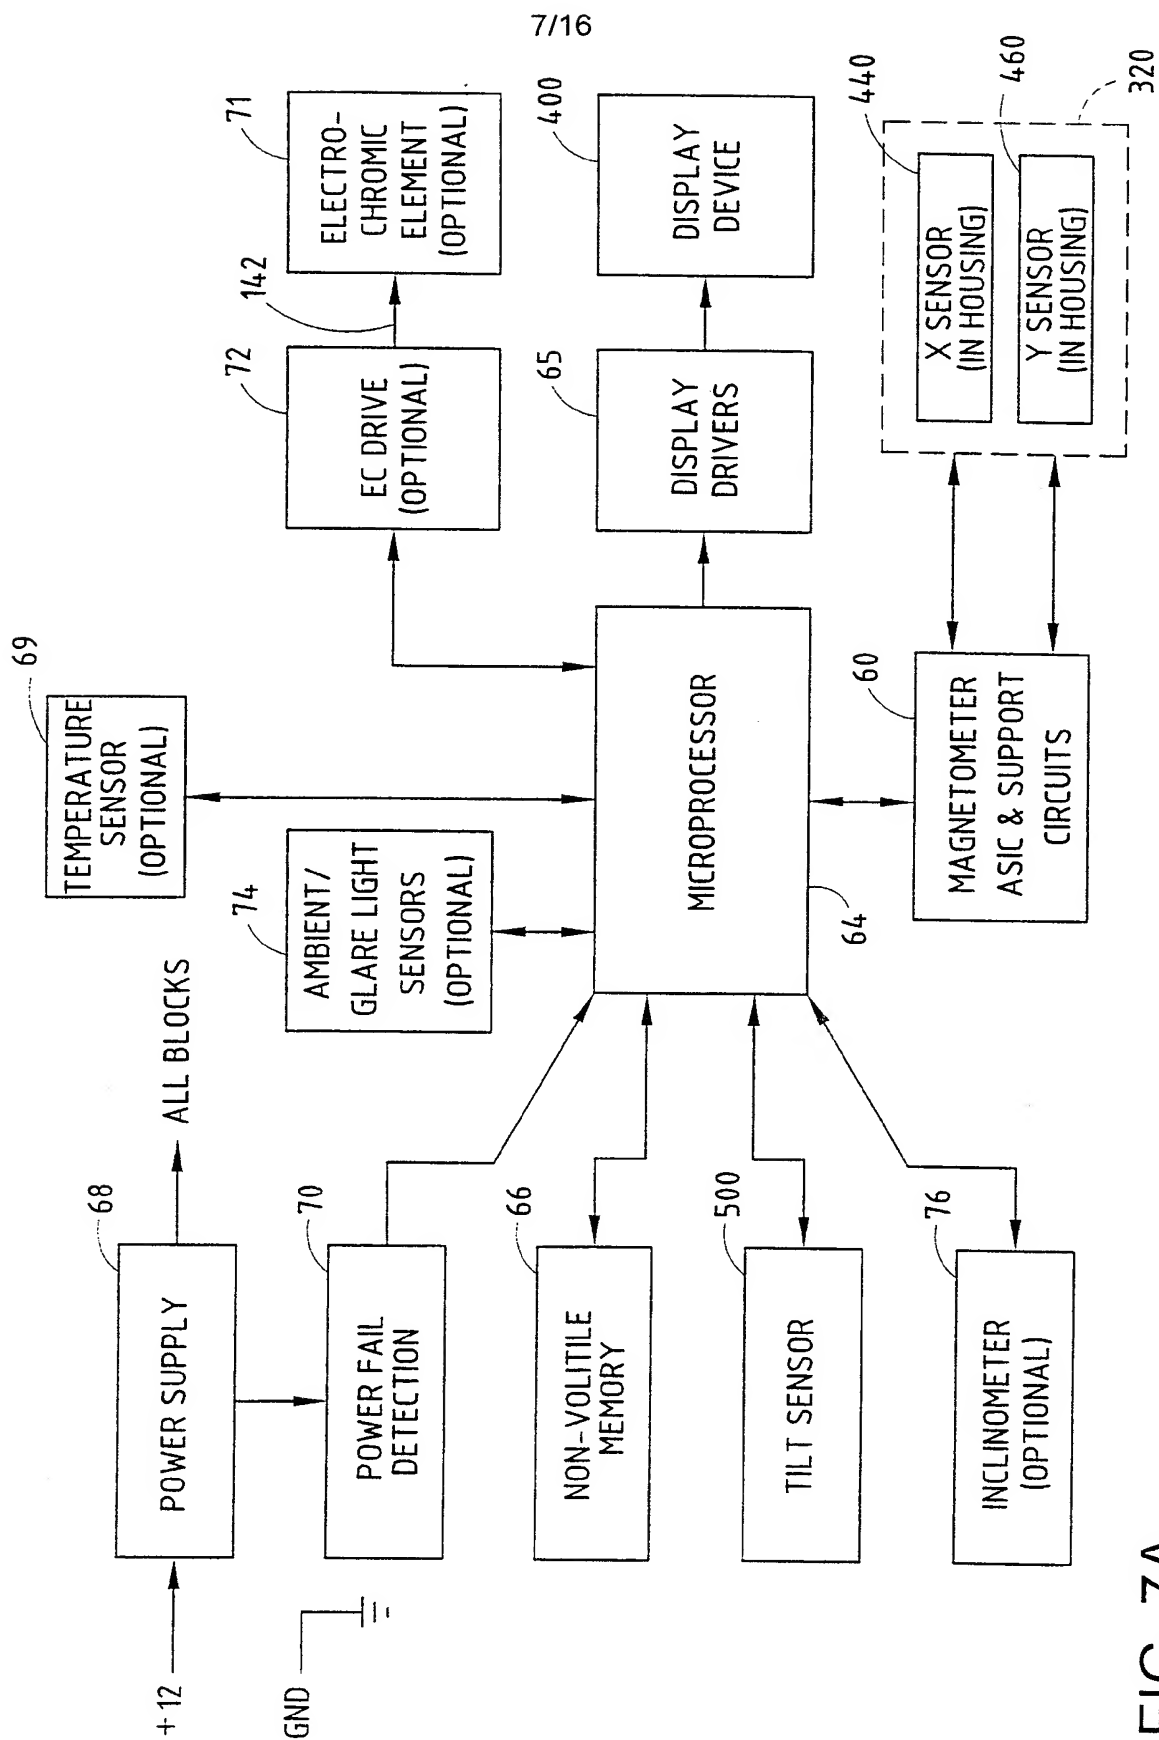 7/16
+12
POWER SUPPLY
68
ALL BLOCKS
GND
POWER FAIL
DETECTION
70
NON-VOLITILE
MEMORY
66
TILT SENSOR
500
INCLINOMETER
(OPTIONAL)
76
TEMPERATURE
SENSOR
(OPTIONAL)
69
AMBIENT/
GLARE LIGHT
SENSORS
(OPTIONAL)
74
MICROPROCESSOR
64
MAGNETOMETER
ASIC & SUPPORT
CIRCUITS
60
EC DRIVE
(OPTIONAL)
72
142
ELECTRO-
CHROMIC
ELEMENT
(OPTIONAL)
71
DISPLAY
DRIVERS
65
DISPLAY
DEVICE
400
X SENSOR
(IN HOUSING)
440
Y SENSOR
(IN HOUSING)
460
320
FIG. 7A